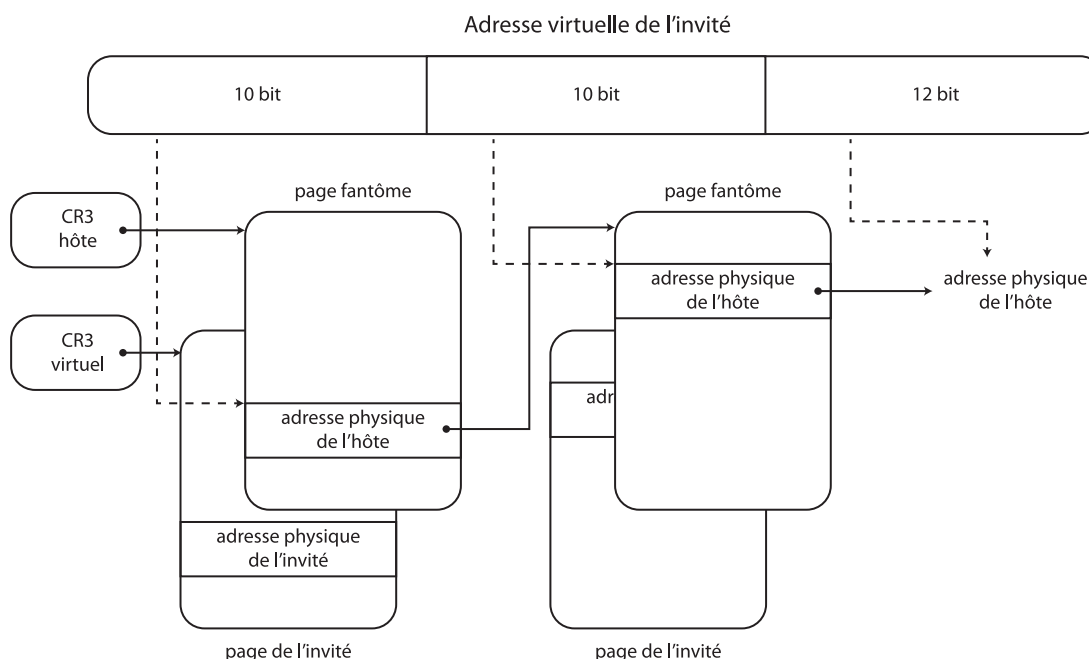 Adresse virtuelle de l’invité
10 bit
10 bit
12 bit
page fantôme
page fantôme
CR3
hôte
CR3
virtuel
adresse physique
de l’hôte
adresse physique
de l’hôte
adresse physique
de l’hôte
adr
adresse physique
de l’invité
page de l’invité
page de l’invité